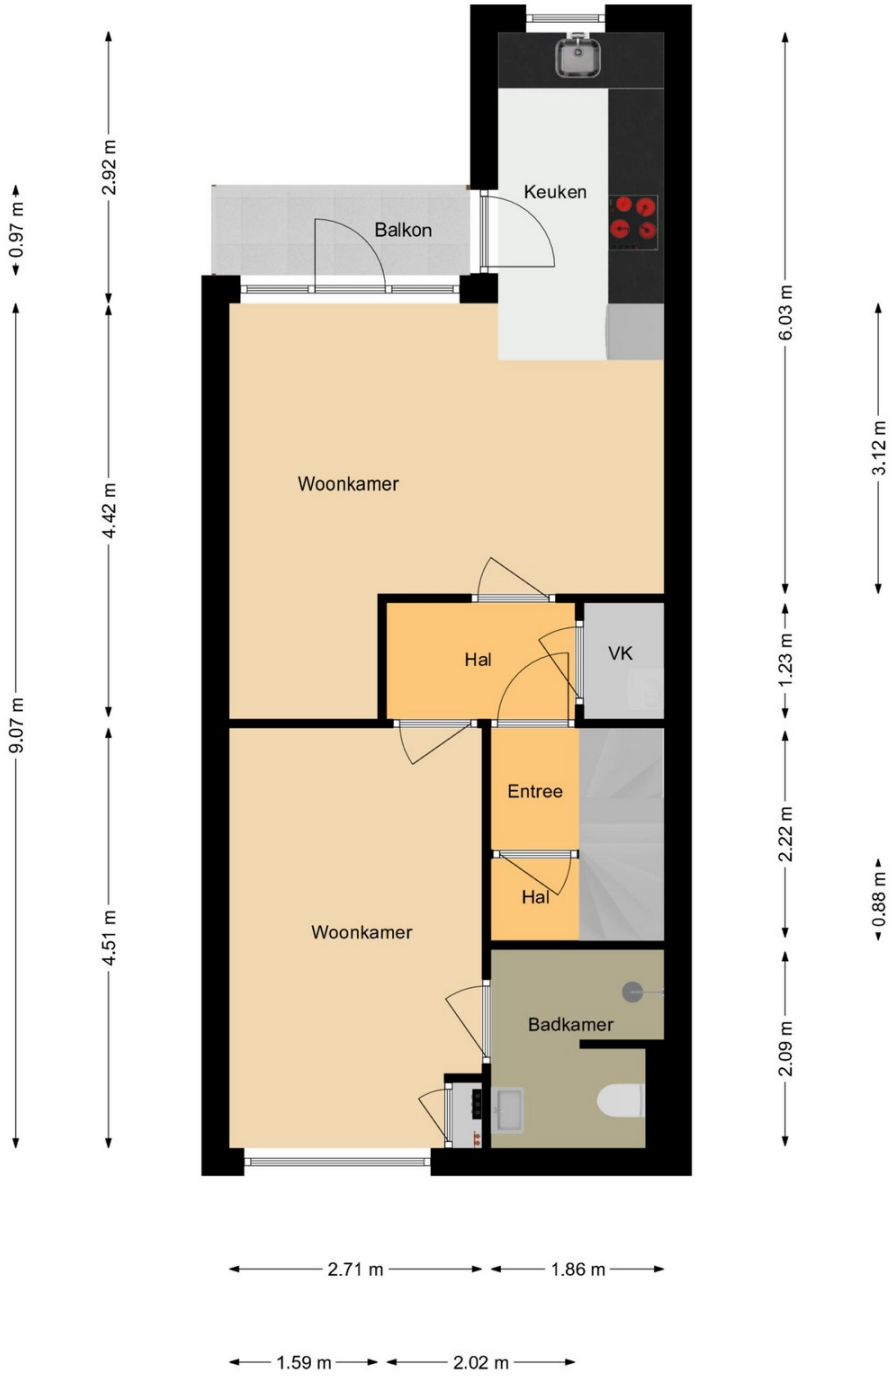 2.92 m
0.97 m
Keuken
Balkon
6.03 m
3.12 m
Woonkamer
4.42 m
9.07 m
Hal
VK
1.23 m
Entree
2.22 m
Hal
0.88 m
Woonkamer
4.51 m
Badkamer
2.09 m
2.71 m
1.86 m
1.59 m
2.02 m